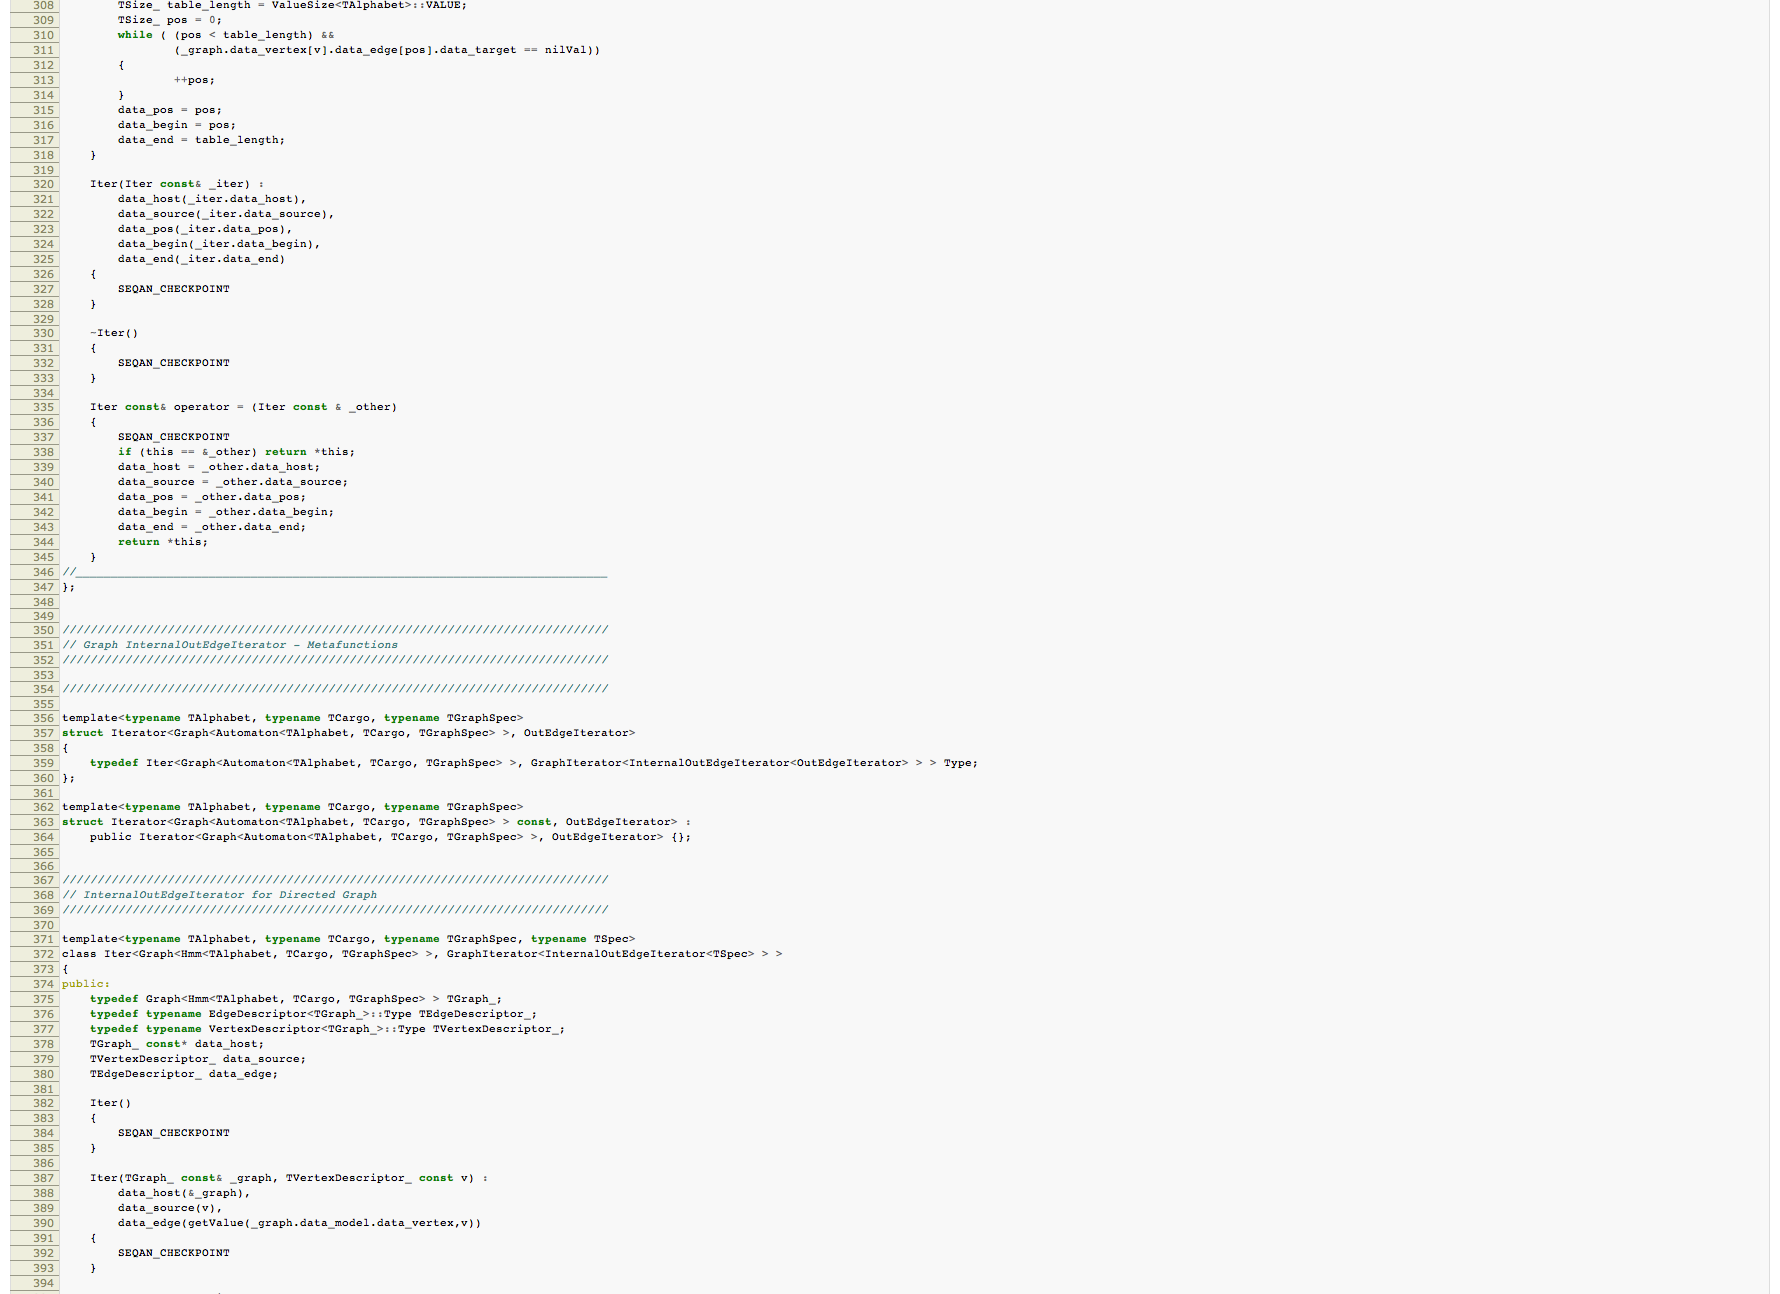 308         TSize_ table_length = ValueSize<TAlphabet>::VALUE;
309         TSize_ pos = 0;
310         while ( (pos < table_length) &&
311                 (_graph.data_vertex[v].data_edge[pos].data_target == nilVal))
312         {
313                 ++pos;
314         }
315         data_pos = pos;
316         data_begin = pos;
317         data_end = table_length;
318     }
319
320     Iter(Iter const& _iter) :
321         data_host(_iter.data_host),
322         data_source(_iter.data_source),
323         data_pos(_iter.data_pos),
324         data_begin(_iter.data_begin),
325         data_end(_iter.data_end)
326     {
327         SEQAN_CHECKPOINT
328     }
329
330     ~Iter()
331     {
332         SEQAN_CHECKPOINT
333     }
334
335     Iter const& operator = (Iter const & _other)
336     {
337         SEQAN_CHECKPOINT
338         if (this == &_other) return *this;
339         data_host = _other.data_host;
340         data_source = _other.data_source;
341         data_pos = _other.data_pos;
342         data_begin = _other.data_begin;
343         data_end = _other.data_end;
344         return *this;
345     }
346 //____________________________________________________________________________
347 };
348
349
350 //////////////////////////////////////////////////////////////////////////////
351 // Graph InternalOutEdgeIterator - Metafunctions
352 //////////////////////////////////////////////////////////////////////////////
353
354 //////////////////////////////////////////////////////////////////////////////
355
356 template<typename TAlphabet, typename TCargo, typename TGraphSpec>
357 struct Iterator<Graph<Automaton<TAlphabet, TCargo, TGraphSpec> >, OutEdgeIterator>
358 {
359     typedef Iter<Graph<Automaton<TAlphabet, TCargo, TGraphSpec> >, GraphIterator<InternalOutEdgeIterator<OutEdgeIterator> > > Type;
360 };
361
362 template<typename TAlphabet, typename TCargo, typename TGraphSpec>
363 struct Iterator<Graph<Automaton<TAlphabet, TCargo, TGraphSpec> > const, OutEdgeIterator> :
364     public Iterator<Graph<Automaton<TAlphabet, TCargo, TGraphSpec> >, OutEdgeIterator> {};
365
366
367 //////////////////////////////////////////////////////////////////////////////
368 // InternalOutEdgeIterator for Directed Graph
369 //////////////////////////////////////////////////////////////////////////////
370
371 template<typename TAlphabet, typename TCargo, typename TGraphSpec, typename TSpec>
372 class Iter<Graph<Hmm<TAlphabet, TCargo, TGraphSpec> >, GraphIterator<InternalOutEdgeIterator<TSpec> > >
373 {
374 public:
375     typedef Graph<Hmm<TAlphabet, TCargo, TGraphSpec> > TGraph_;
376     typedef typename EdgeDescriptor<TGraph_>::Type TEdgeDescriptor_;
377     typedef typename VertexDescriptor<TGraph_>::Type TVertexDescriptor_;
378     TGraph_ const* data_host;
379     TVertexDescriptor_ data_source;
380     TEdgeDescriptor_ data_edge;
381
382     Iter()
383     {
384         SEQAN_CHECKPOINT
385     }
386
387     Iter(TGraph_ const& _graph, TVertexDescriptor_ const v) :
388         data_host(&_graph),
389         data_source(v),
390         data_edge(getValue(_graph.data_model.data_vertex,v))
391     {
392         SEQAN_CHECKPOINT
393     }
394